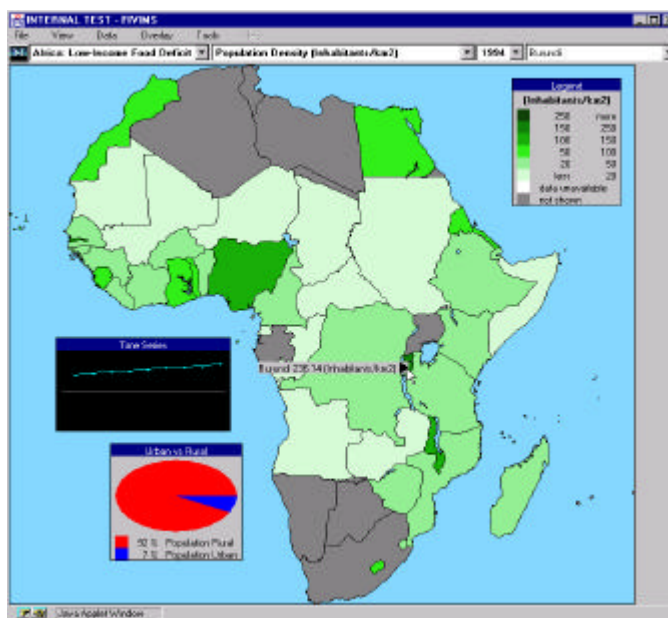 INTERNAL TEST - FIVIMS
File View Data Overlay Tools
Africa: Low-Income Food Deficit Population Density (Inhabitants/km2) 1994 Burundi
Legend
(Inhabitants/km2)
250 more
150 250
100 150
50 100
20 50
less 20
data unavailable
not shown
Time Series
Burundi 236.14 (Inhabitants/km2)
Urban vs Rural
92 % Population Rural
7 % Population Urban
Java Applet Window